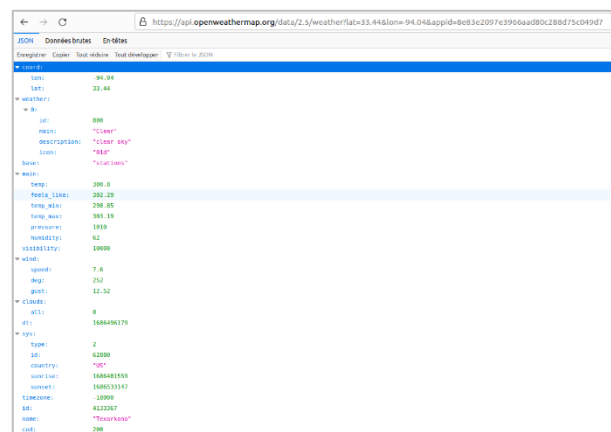 https://api.openweathermap.org/data/2.5/weather?lat=33.44&lon=-94.04&appid=8e83e2097e3966aad80c288d75c049d7
JSON Données brutes En-têtes
Enregistrer Copier Tout réduire Tout développer Filtrer le JSON
coord:
lon: -94.04
lat: 33.44
weather:
0:
id: 800
main: "Clear"
description: "clear sky"
icon: "01d"
base: "stations"
main:
temp: 300.8
feels_like: 302.29
temp_min: 298.85
temp_max: 303.19
pressure: 1010
humidity: 62
visibility: 10000
wind:
speed: 7.6
deg: 252
gust: 12.52
clouds:
all: 0
dt: 1686496179
sys:
type: 2
id: 62880
country: "US"
sunrise: 1686481559
sunset: 1686533147
timezone: -18000
id: 4133367
name: "Texarkana"
cod: 200